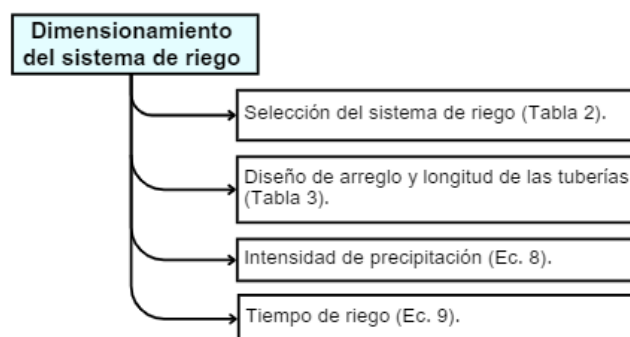 Dimensionamiento
del sistema de riego
Selección del sistema de riego (Tabla 2).
Diseño de arreglo y longitud de las tuberías
(Tabla 3).
Intensidad de precipitación (Ec. 8).
Tiempo de riego (Ec. 9).